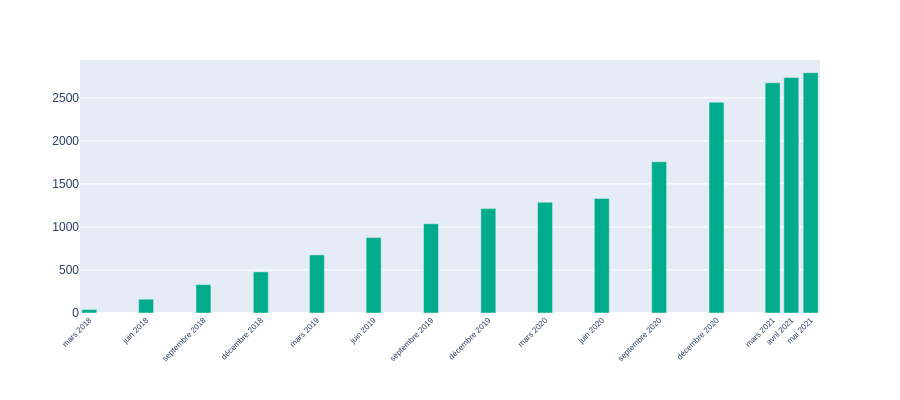 2500
2000
1500
1000
500
0
mars 2018
juin 2018
septembre 2018
décembre 2018
mars 2019
juin 2019
septembre 2019
décembre 2019
mars 2020
juin 2020
septembre 2020
décembre 2020
mars 2021
avril 2021
mai 2021